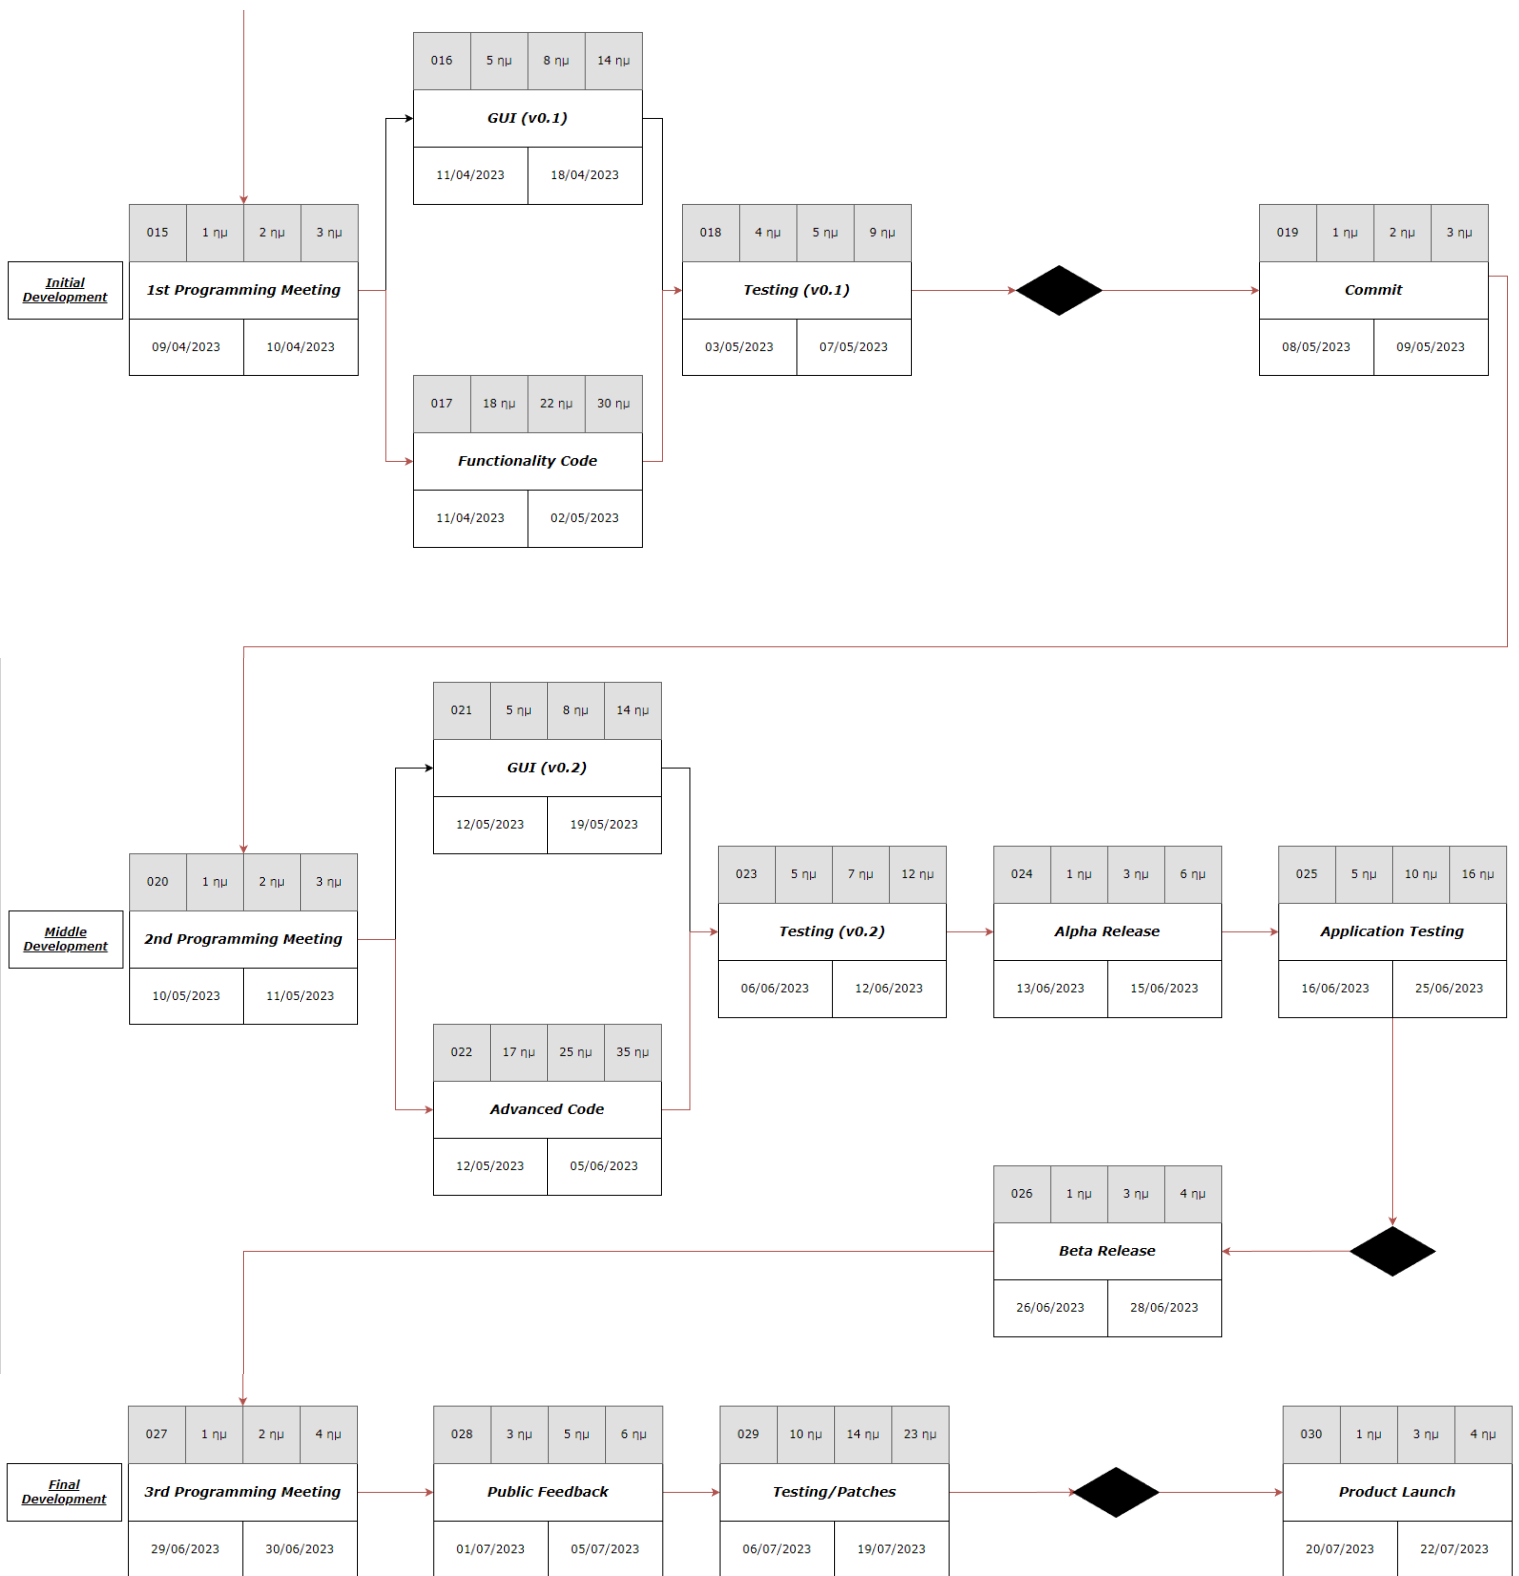 016 5 ημ 8 ημ 14 ημ
GUI (v0.1)
11/04/2023 18/04/2023
Initial
Development
015 1 ημ 2 ημ 3 ημ
1st Programming Meeting
09/04/2023 10/04/2023
018 4 ημ 5 ημ 9 ημ
Testing (v0.1)
03/05/2023 07/05/2023
019 1 ημ 2 ημ 3 ημ
Commit
08/05/2023 09/05/2023
017 18 ημ 22 ημ 30 ημ
Functionality Code
11/04/2023 02/05/2023
021 5 ημ 8 ημ 14 ημ
GUI (v0.2)
12/05/2023 19/05/2023
Middle
Development
020 1 ημ 2 ημ 3 ημ
2nd Programming Meeting
10/05/2023 11/05/2023
023 5 ημ 7 ημ 12 ημ
Testing (v0.2)
06/06/2023 12/06/2023
024 1 ημ 3 ημ 6 ημ
Alpha Release
13/06/2023 15/06/2023
025 5 ημ 10 ημ 16 ημ
Application Testing
16/06/2023 25/06/2023
022 17 ημ 25 ημ 35 ημ
Advanced Code
12/05/2023 05/06/2023
026 1 ημ 3 ημ 4 ημ
Beta Release
26/06/2023 28/06/2023
Final
Development
027 1 ημ 2 ημ 4 ημ
3rd Programming Meeting
29/06/2023 30/06/2023
028 3 ημ 5 ημ 6 ημ
Public Feedback
01/07/2023 05/07/2023
029 10 ημ 14 ημ 23 ημ
Testing/Patches
06/07/2023 19/07/2023
030 1 ημ 3 ημ 4 ημ
Product Launch
20/07/2023 22/07/2023